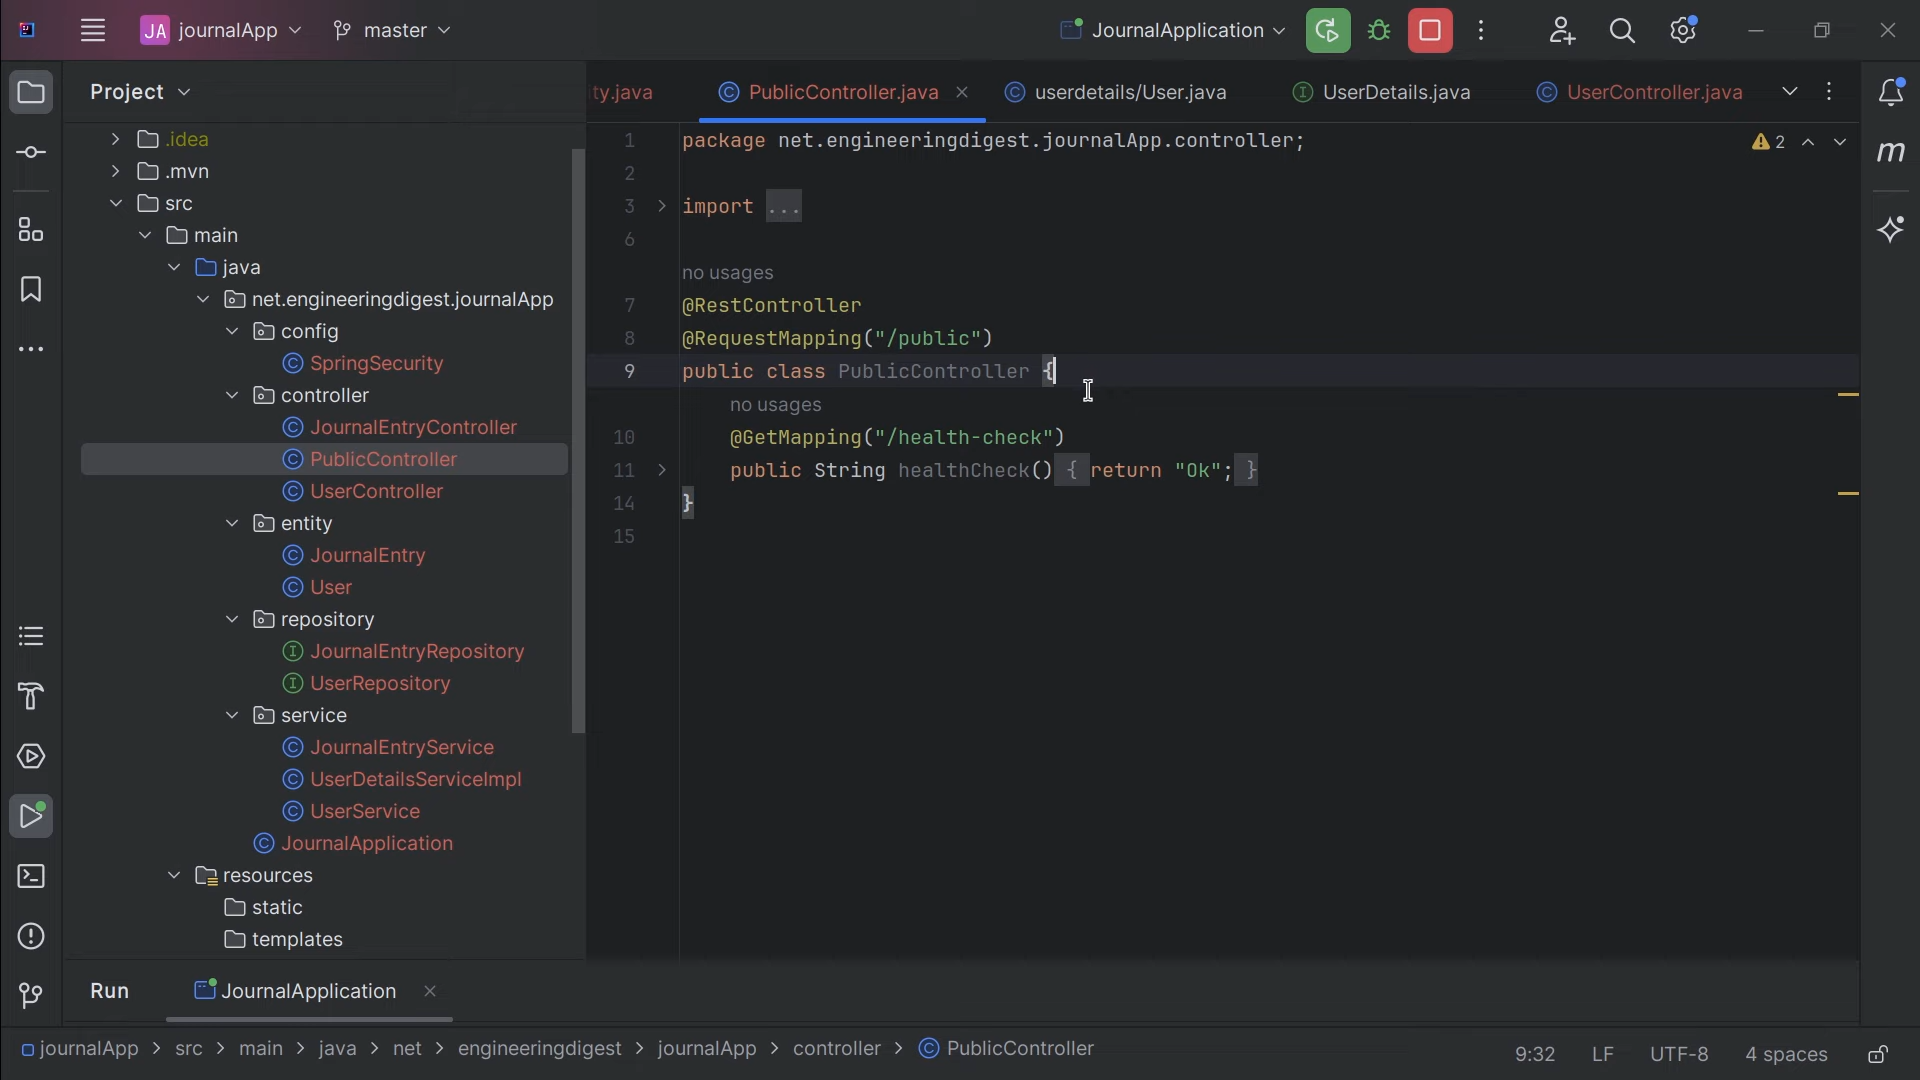 JA journalApp master JournalApplication
Project
ty.java PublicController.java userdetails/User.java UserDetails.java UserController.java
.idea
.mvn
src
main
java
net.engineeringdigest.journalApp
config
SpringSecurity
controller
JournalEntryController
PublicController
UserController
entity
JournalEntry
User
repository
JournalEntryRepository
UserRepository
service
JournalEntryService
UserDetailsServiceImpl
UserService
JournalApplication
resources
static
templates
1 package net.engineeringdigest.journalApp.controller;
2
3 import ...
6
no usages
7 @RestController
8 @RequestMapping("/public")
9 public class PublicController {
no usages
10 @GetMapping("/health-check")
11 public String healthCheck() { return "Ok"; }
14 }
15
2
m
Run JournalApplication
journalApp > src > main > java > net > engineeringdigest > journalApp > controller > PublicController
9:32 LF UTF-8 4 spaces